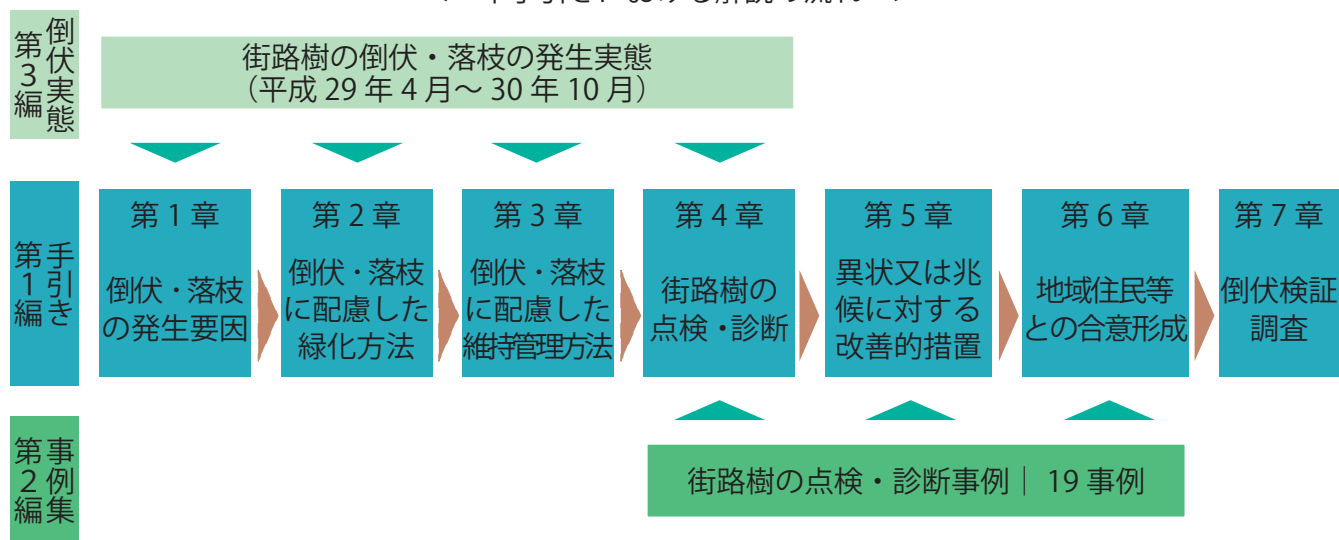 第3編
倒伏実態
街路樹の倒伏・落枝の発生実態
（平成 29 年 4 月～ 30 年 10 月）
第1編
手引き
第 1 章
倒伏・落枝
の発生要因
第 2 章
倒伏・落枝
に配慮した
緑化方法
第 3 章
倒伏・落枝
に配慮した
維持管理方法
第 4 章
街路樹の
点検・診断
第 5 章
異状又は兆
候に対する
改善的措置
第 6 章
地域住民等
との合意形成
第 7 章
倒伏検証
調査
第2編
事例集
街路樹の点検・診断事例｜ 19 事例